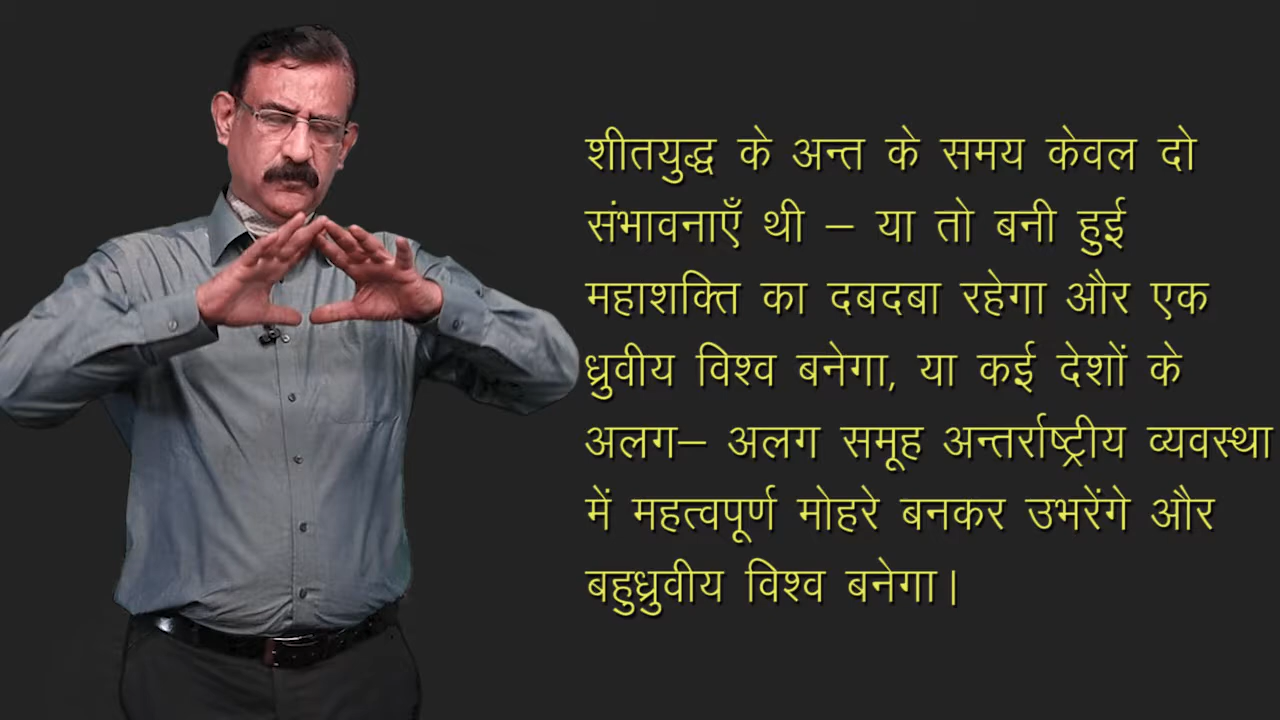 शीतयुद्ध के अन्त के समय केवल दो
संभावनाएँ थी – या तो बनी हुई
महाशक्ति का दबदबा रहेगा और एक
ध्रुवीय विश्व बनेगा, या कई देशों के
अलग– अलग समूह अन्तर्राष्ट्रीय व्यवस्था
में महत्वपूर्ण मोहरे बनकर उभरेंगे और
बहुध्रुवीय विश्व बनेगा।